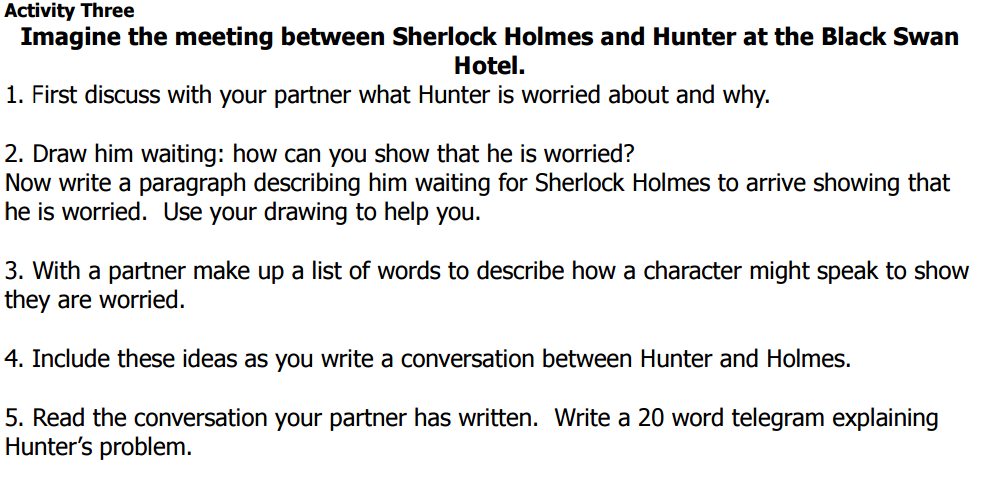 Activity Three
Imagine the meeting between Sherlock Holmes and Hunter at the Black Swan
Hotel.
1. First discuss with your partner what Hunter is worried about and why.
2. Draw him waiting: how can you show that he is worried?
Now write a paragraph describing him waiting for Sherlock Holmes to arrive showing that
he is worried.  Use your drawing to help you.
3. With a partner make up a list of words to describe how a character might speak to show
they are worried.
4. Include these ideas as you write a conversation between Hunter and Holmes.
5. Read the conversation your partner has written.  Write a 20 word telegram explaining
Hunter’s problem.